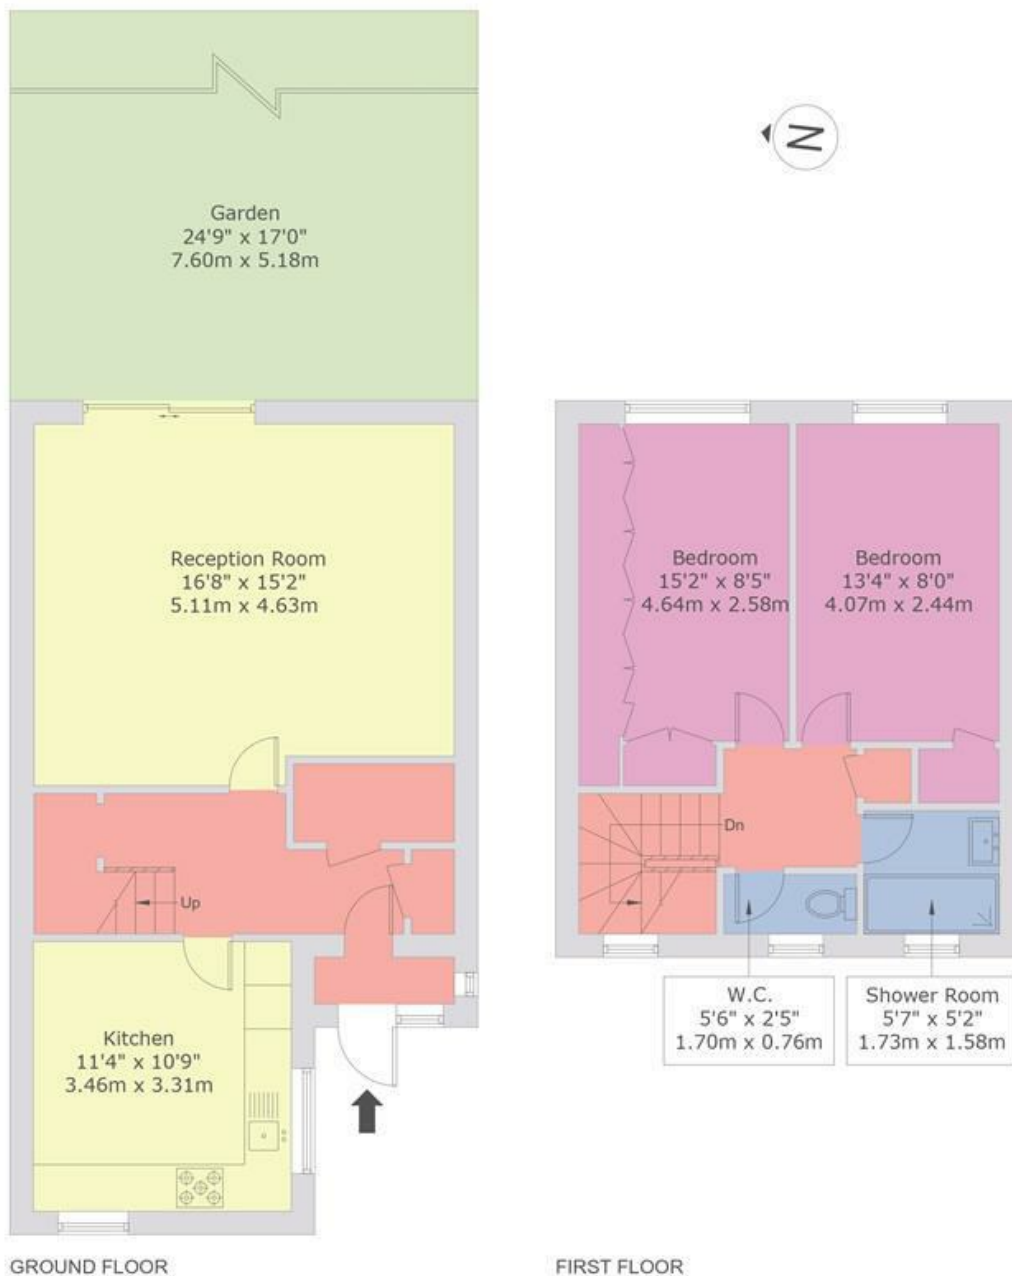 Garden
24'9" x 17'0"
7.60m x 5.18m
N
Reception Room
16'8" x 15'2"
5.11m x 4.63m
Up
Kitchen
11'4" x 10'9"
3.46m x 3.31m
GROUND FLOOR
Bedroom
15'2" x 8'5"
4.64m x 2.58m
Bedroom
13'4" x 8'0"
4.07m x 2.44m
Dn
W.C.
5'6" x 2'5"
1.70m x 0.76m
Shower Room
5'7" x 5'2"
1.73m x 1.58m
FIRST FLOOR